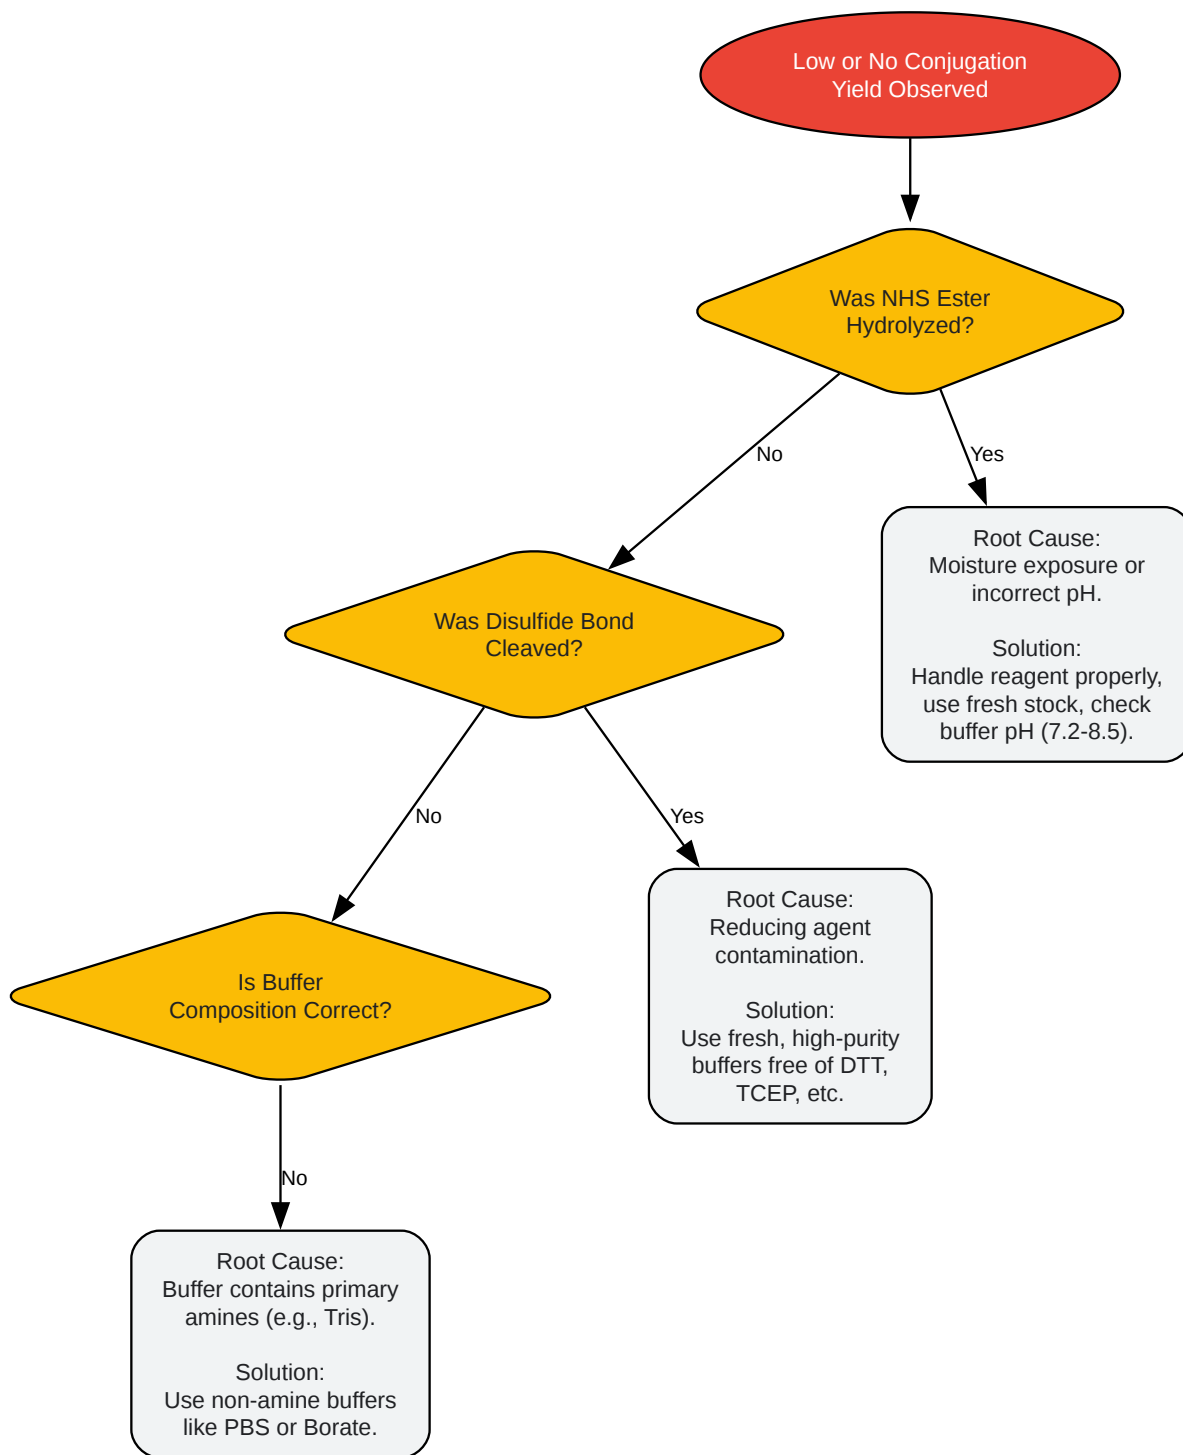 Low or No Conjugation
Yield Observed
Was NHS Ester
Hydrolyzed?
No
Yes
Root Cause:
Moisture exposure or
incorrect pH.
Solution:
Handle reagent properly,
use fresh stock, check
buffer pH (7.2-8.5).
Was Disulfide Bond
Cleaved?
No
Yes
Root Cause:
Reducing agent
contamination.
Solution:
Use fresh, high-purity
buffers free of DTT,
TCEP, etc.
Is Buffer
Composition Correct?
No
Root Cause:
Buffer contains primary
amines (e.g., Tris).
Solution:
Use non-amine buffers
like PBS or Borate.